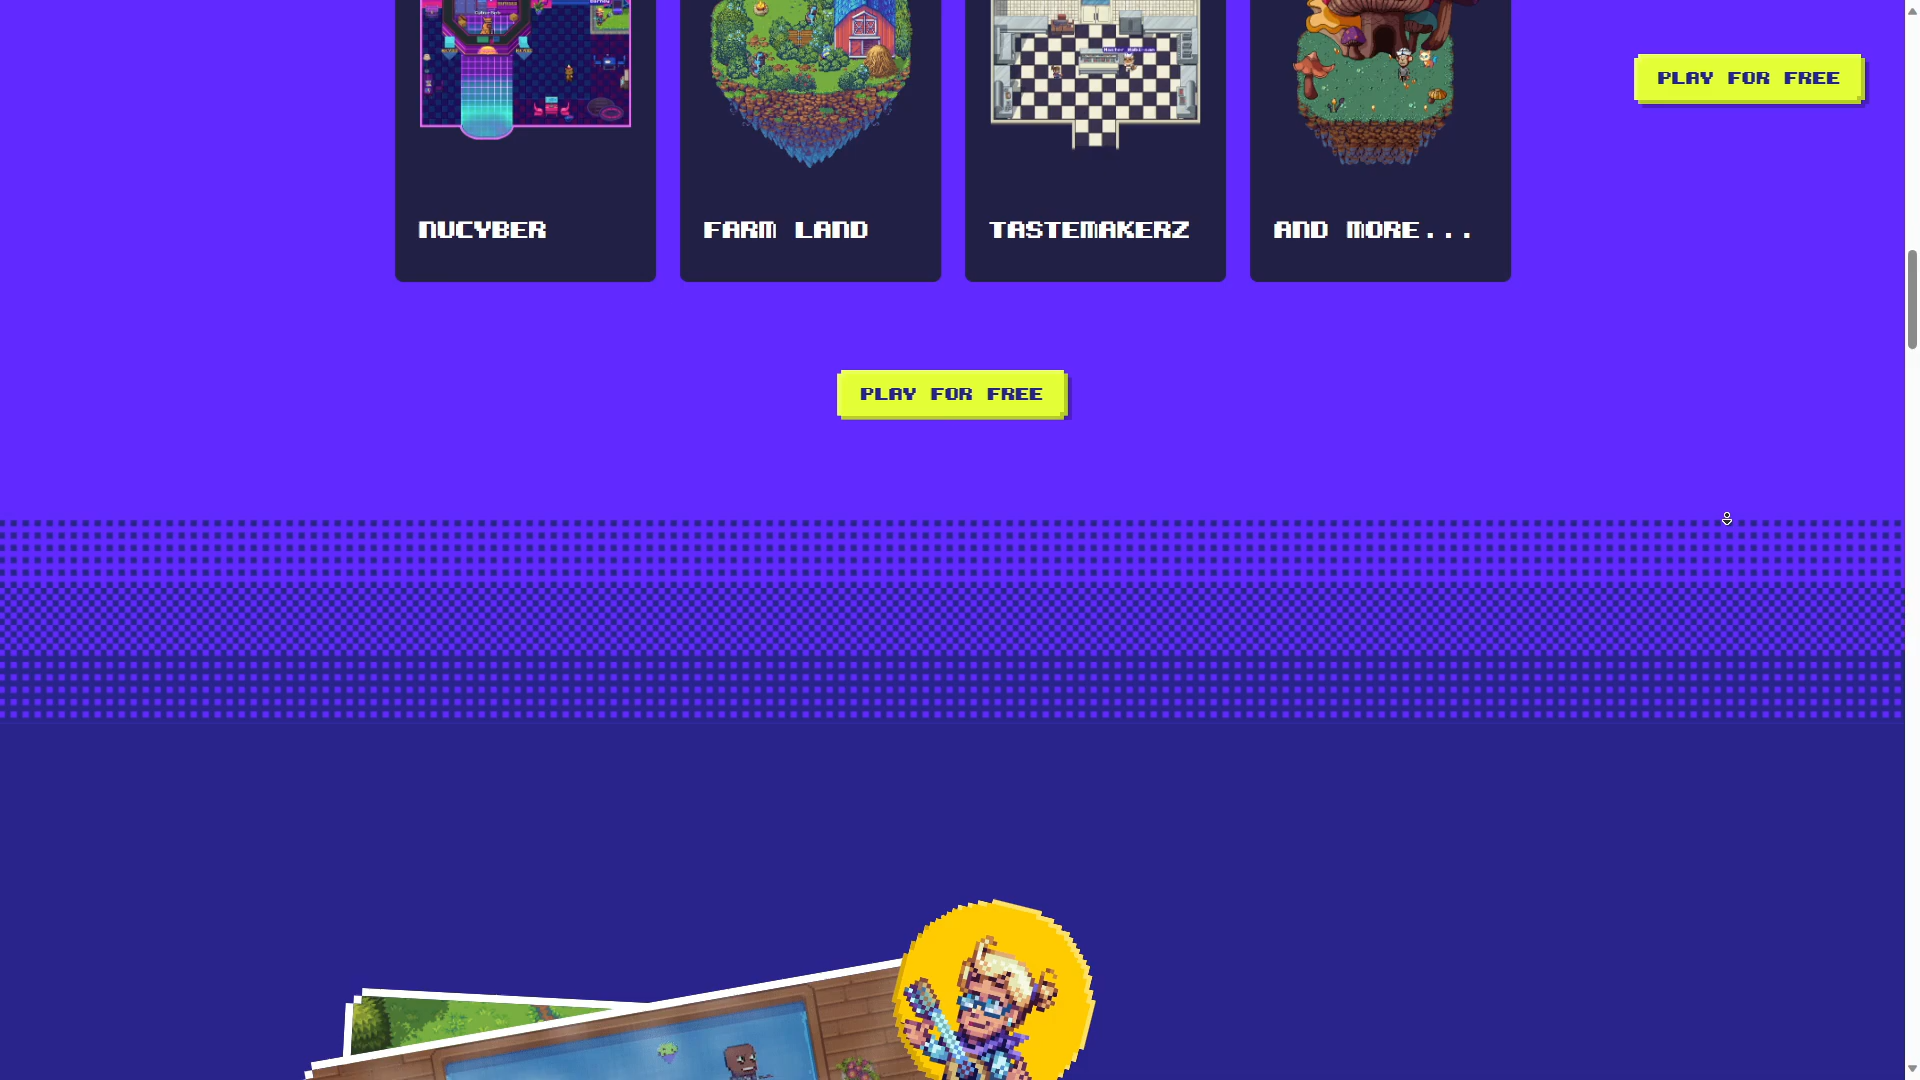 PLAY FOR FREE
NUCYBER
FARM LAND
TASTEMAKERZ
AND MORE...
PLAY FOR FREE